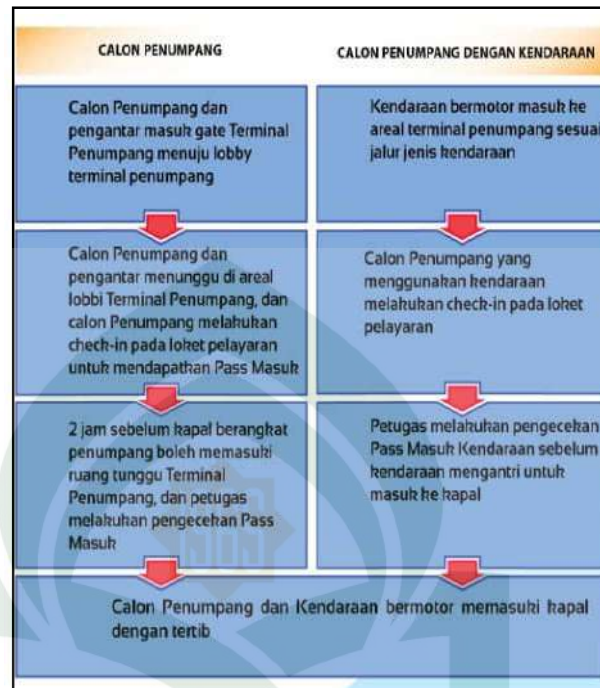 CALON PENUMPANG
Calon Penumpang dan
pengantar masuk gate Terminal
Penumpang menuju lobby
terminal penumpang
Calon Penumpang dan
pengantar menunggu di areal
lobbi Terminal Penumpang, dan
calon Penumpang melakukan
check-in pada loket pelayaran
untuk mendapatkan Pass Masuk
2 jam sebelum kapal berangkat
penumpang boleh memasuki
ruang tunggu Terminal
Penumpang, dan petugas
melakukan pengecekan Pass
Masuk
CALON PENUMPANG DENGAN KENDARAAN
Kendaraan bermotor masuk ke
areal terminal penumpang sesuai
jalur jenis kendaraan
Calon Penumpang yang
menggunakan kendaraan
melakukan check-in pada loket
pelayaran
Petugas melakukan pengecekan
Pass Masuk Kendaraan sebelum
kendaraan mengantri untuk
masuk ke kapal
Calon Penumpang dan Kendaraan bermotor memasuki kapal
dengan tertib